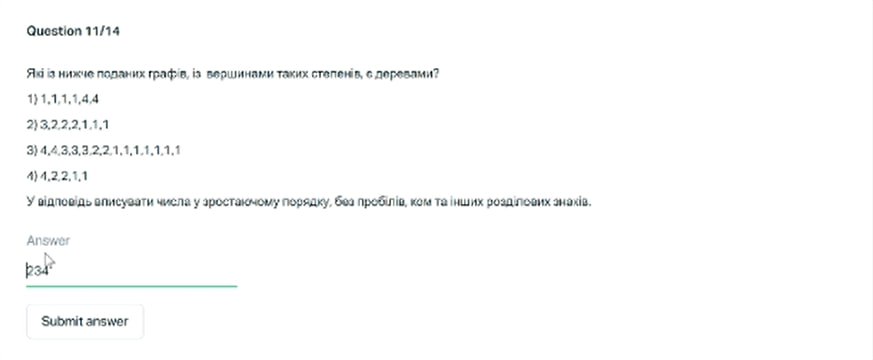 Question 11/14
Які із нижче поданих графів, із вершинами таких степенів, є деревами?
1) 1,1,1,1,4,4
2) 3,2,2,2,1,1,1
3) 4,4,3,3,3,2,2,1,1,1,1,1,1,1
4) 4,2,2,1,1
У відповідь вписувати числа у зростаючому порядку, без пробілів, ком та інших розділових знаків.
Answer
234
Submit answer